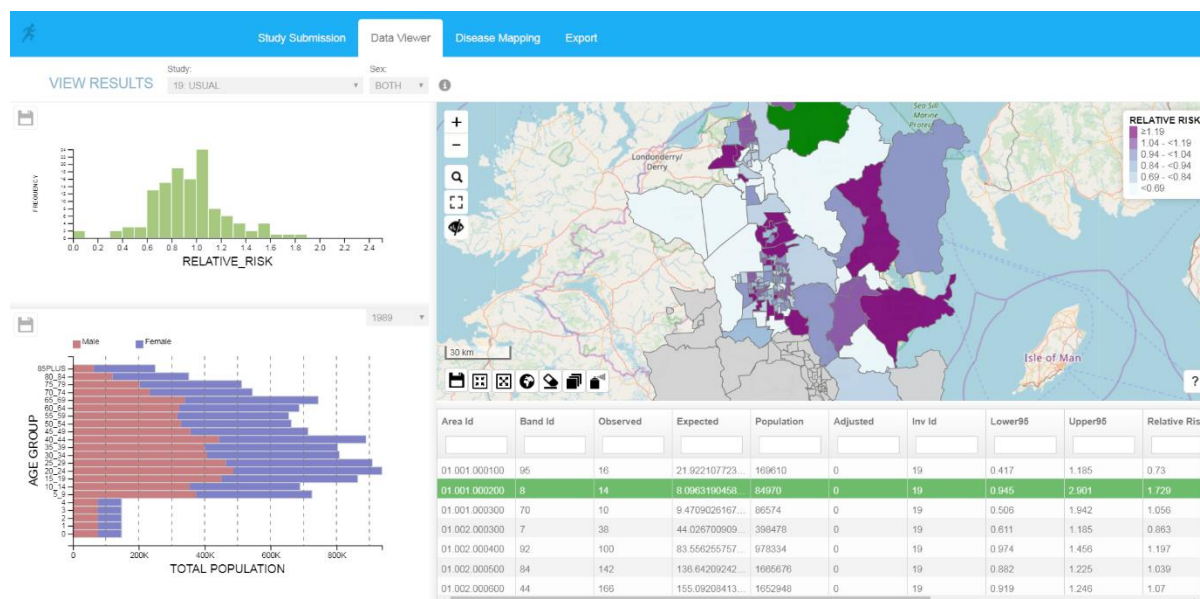 Study Submission Data Viewer Disease Mapping Export
VIEW RESULTS
Study:
19: USUAL
Sex:
BOTH
FREQUENCY
0.0 0.2 0.4 0.6 0.8 1.0 1.2 1.4 1.6 1.8 2.0 2.2 2.4
RELATIVE_RISK
1989
Male Female
85PLUS
80_84
75_79
70_74
65_69
60_64
55_59
50_54
45_49
40_44
35_39
30_34
25_29
20_24
15_19
10_14
5_9
4
3
2
1
0
AGE GROUP
0 200K 400K 600K 800K
TOTAL POPULATION
+
−
Londonderry/
Derry
Sea Sill
Marine
Isle of Man
30 km
RELATIVE RISK
≥1.19
1.04 - <1.19
0.94 - <1.04
0.84 - <0.94
0.69 - <0.84
<0.69
?
Area Id Band Id Observed Expected Population Adjusted Inv Id Lower95 Upper95 Relative Ris
01.001.000100 95 16 21.922107723... 169610 0 19 0.417 1.185 0.73
01.001.000200 8 14 8.0963190458... 84970 0 19 0.945 2.901 1.729
01.001.000300 70 10 9.4709026167... 86574 0 19 0.506 1.942 1.056
01.002.000300 7 38 44.026700909... 398478 0 19 0.611 1.185 0.863
01.002.000400 92 100 83.556255757... 978334 0 19 0.974 1.456 1.197
01.002.000500 84 142 136.64209242... 1665676 0 19 0.882 1.225 1.039
01.002.000600 44 166 155.09208413... 1652948 0 19 0.919 1.246 1.07